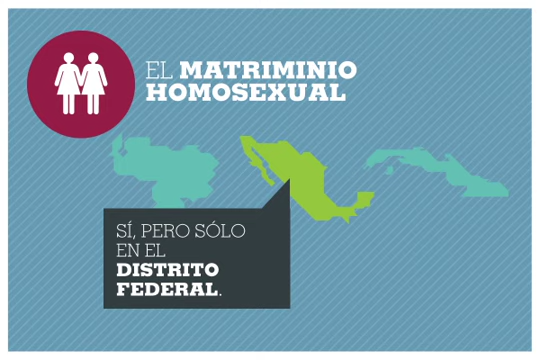 EL MATRIMINIO
HOMOSEXUAL
SÍ, PERO SÓLO
EN EL
DISTRITO
FEDERAL.